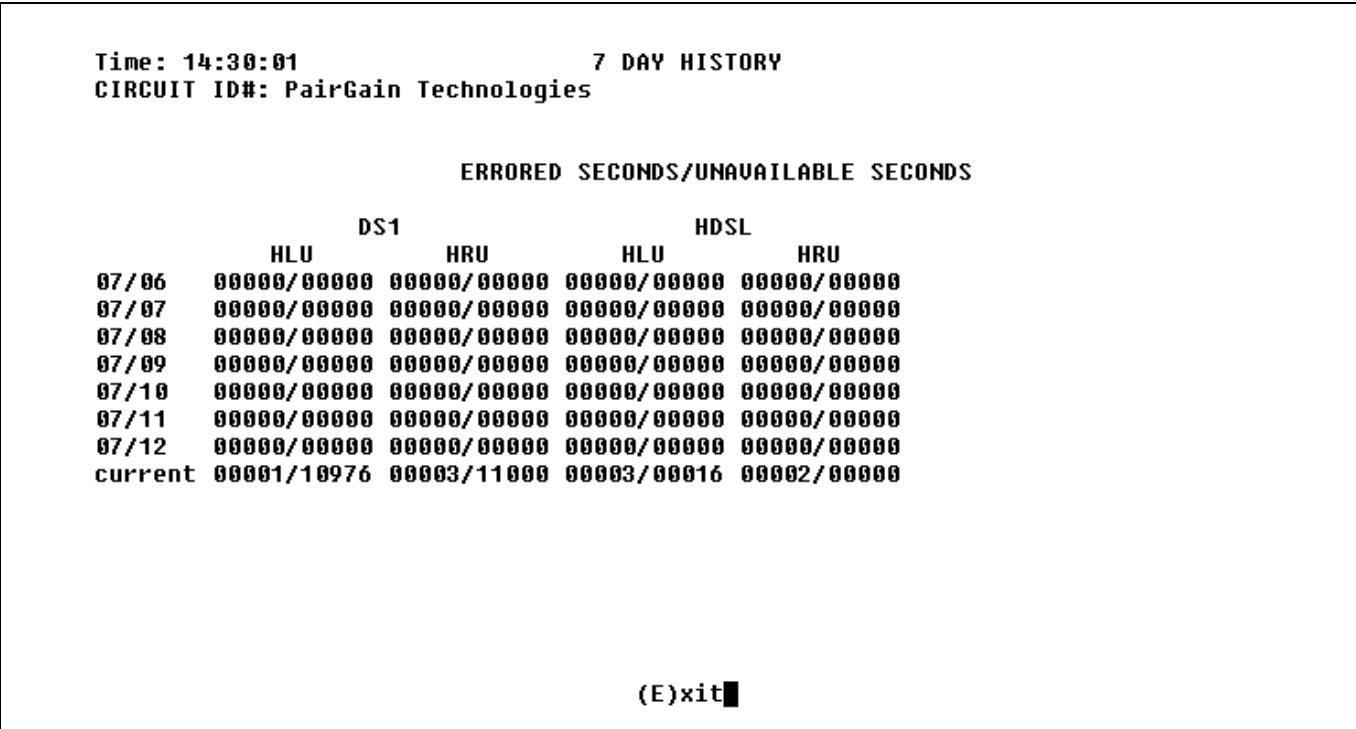 Time: 14:30:01 7 DAY HISTORY
CIRCUIT ID#: PairGain Technologies
ERRORED SECONDS/UNAVAILABLE SECONDS
DS1 HDSL
HLU HRU HLU HRU
07/06 00000/00000 00000/00000 00000/00000 00000/00000
07/07 00000/00000 00000/00000 00000/00000 00000/00000
07/08 00000/00000 00000/00000 00000/00000 00000/00000
07/09 00000/00000 00000/00000 00000/00000 00000/00000
07/10 00000/00000 00000/00000 00000/00000 00000/00000
07/11 00000/00000 00000/00000 00000/00000 00000/00000
07/12 00000/00000 00000/00000 00000/00000 00000/00000
current 00001/10976 00003/11000 00003/00016 00002/00000
(E)xit